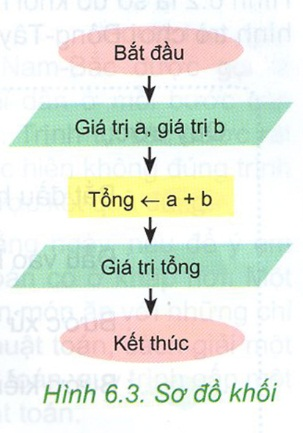 Bắt đầu
Giá trị a, giá trị b
Tổng ← a + b
Giá trị tổng
Kết thúc
Hình 6.3. Sơ đồ khối